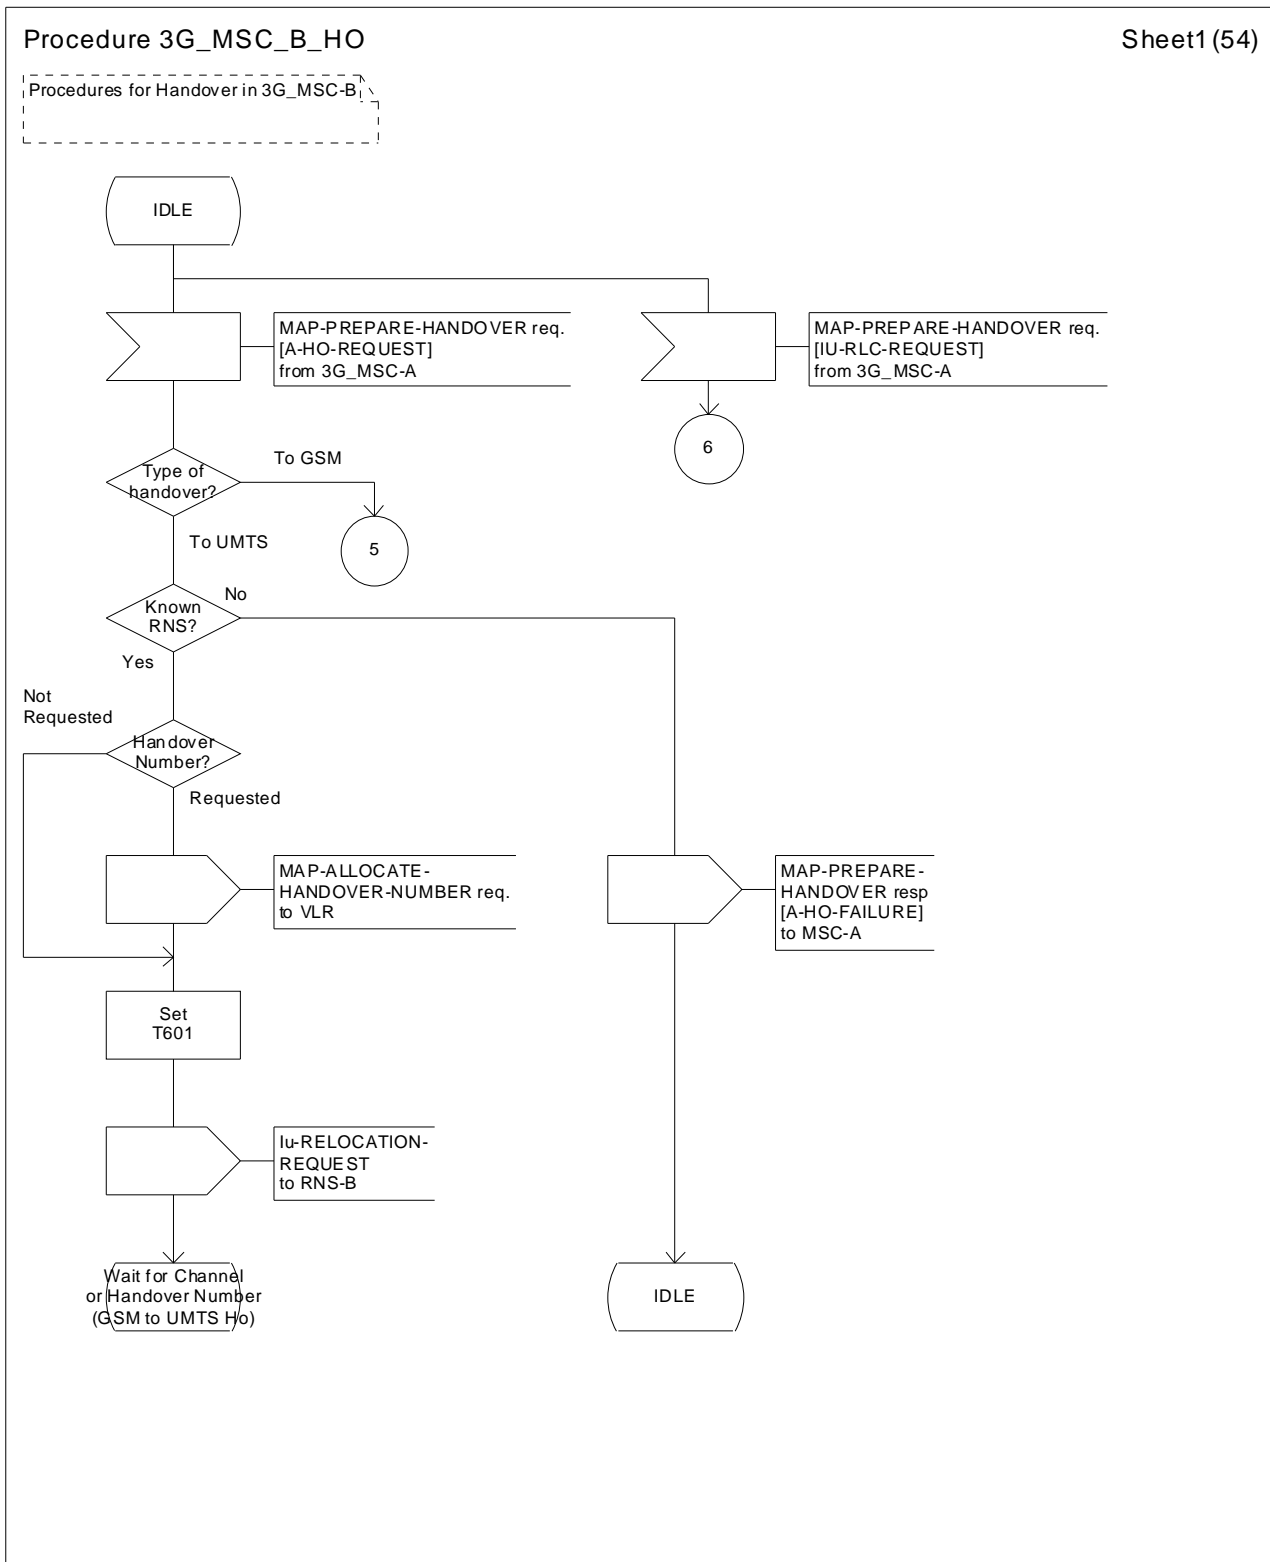 Procedure 3G_MSC_B_HO
Sheet1 (54)
Procedures for Handover in 3G_MSC-B
IDLE
MAP-PREPARE-HANDOVER req.
[A-HO-REQUEST]
from 3G_MSC-A
MAP-PREPARE-HANDOVER req.
[IU-RLC-REQUEST]
from 3G_MSC-A
6
Type of
handover?
To GSM
5
To UMTS
Known
RNS?
No
Yes
Not
Requested
Handover
Number?
Requested
MAP-ALLOCATE-
HANDOVER-NUMBER req.
to VLR
MAP-PREPARE-
HANDOVER resp
[A-HO-FAILURE]
to MSC-A
Set
T601
Iu-RELOCATION-
REQUEST
to RNS-B
Wait for Channel
or Handover Number
(GSM to UMTS Ho)
IDLE